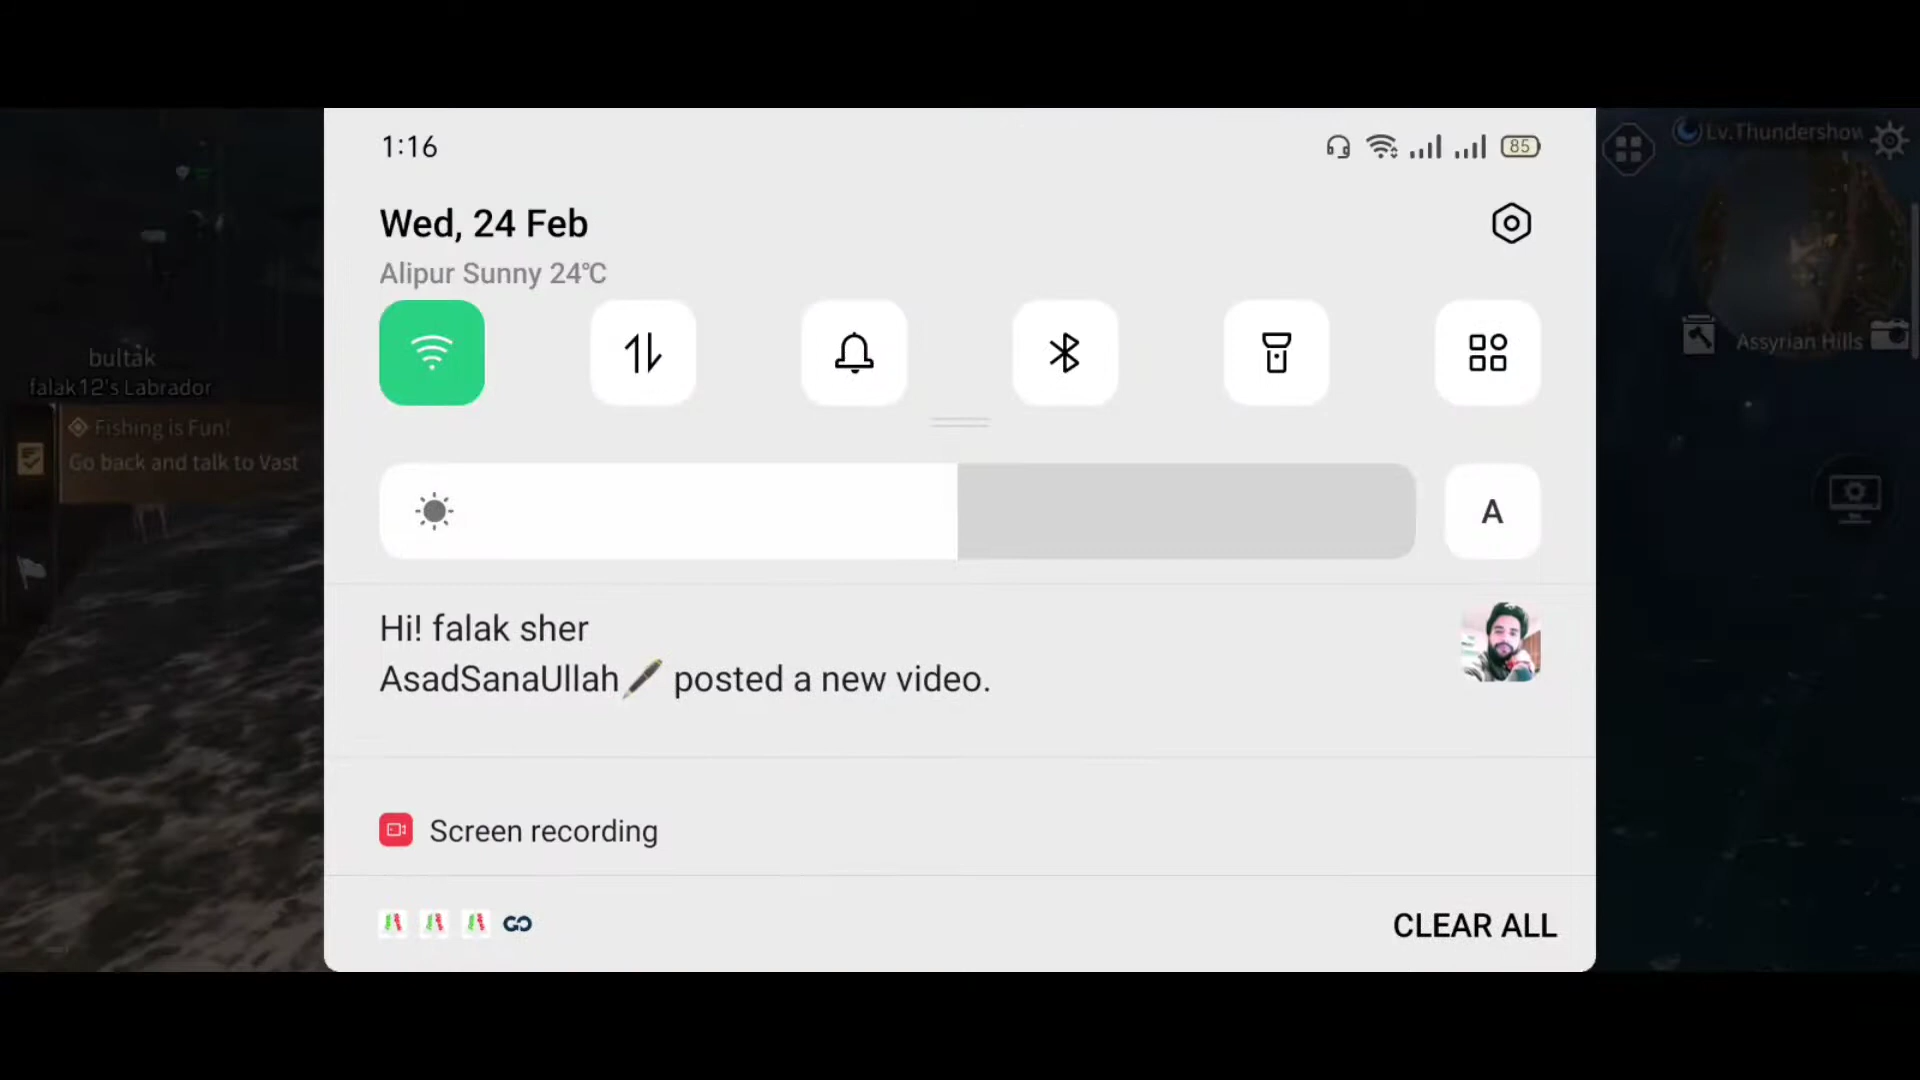 1:16
85
Wed, 24 Feb
Alipur Sunny 24℃
A
Hi! falak sher
AsadSanaUllah🖋 posted a new video.
Screen recording
CLEAR ALL
bultak
falak12's Labrador
Fishing is Fun!
Go back and talk to Vast
Lv.Thundershow
Assyrian Hills